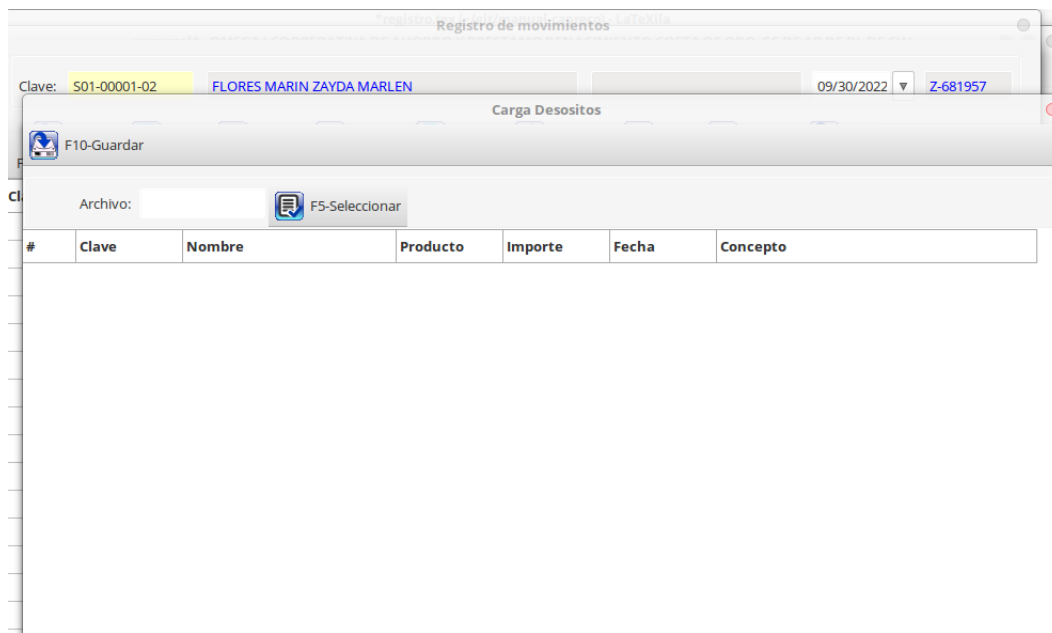 Registro de movimientos
Clave: S01-00001-02 FLORES MARIN ZAYDA MARLEN 09/30/2022 Z-681957
Carga Desositos
F10-Guardar
Archivo: F5-Seleccionar
# Clave Nombre Producto Importe Fecha Concepto